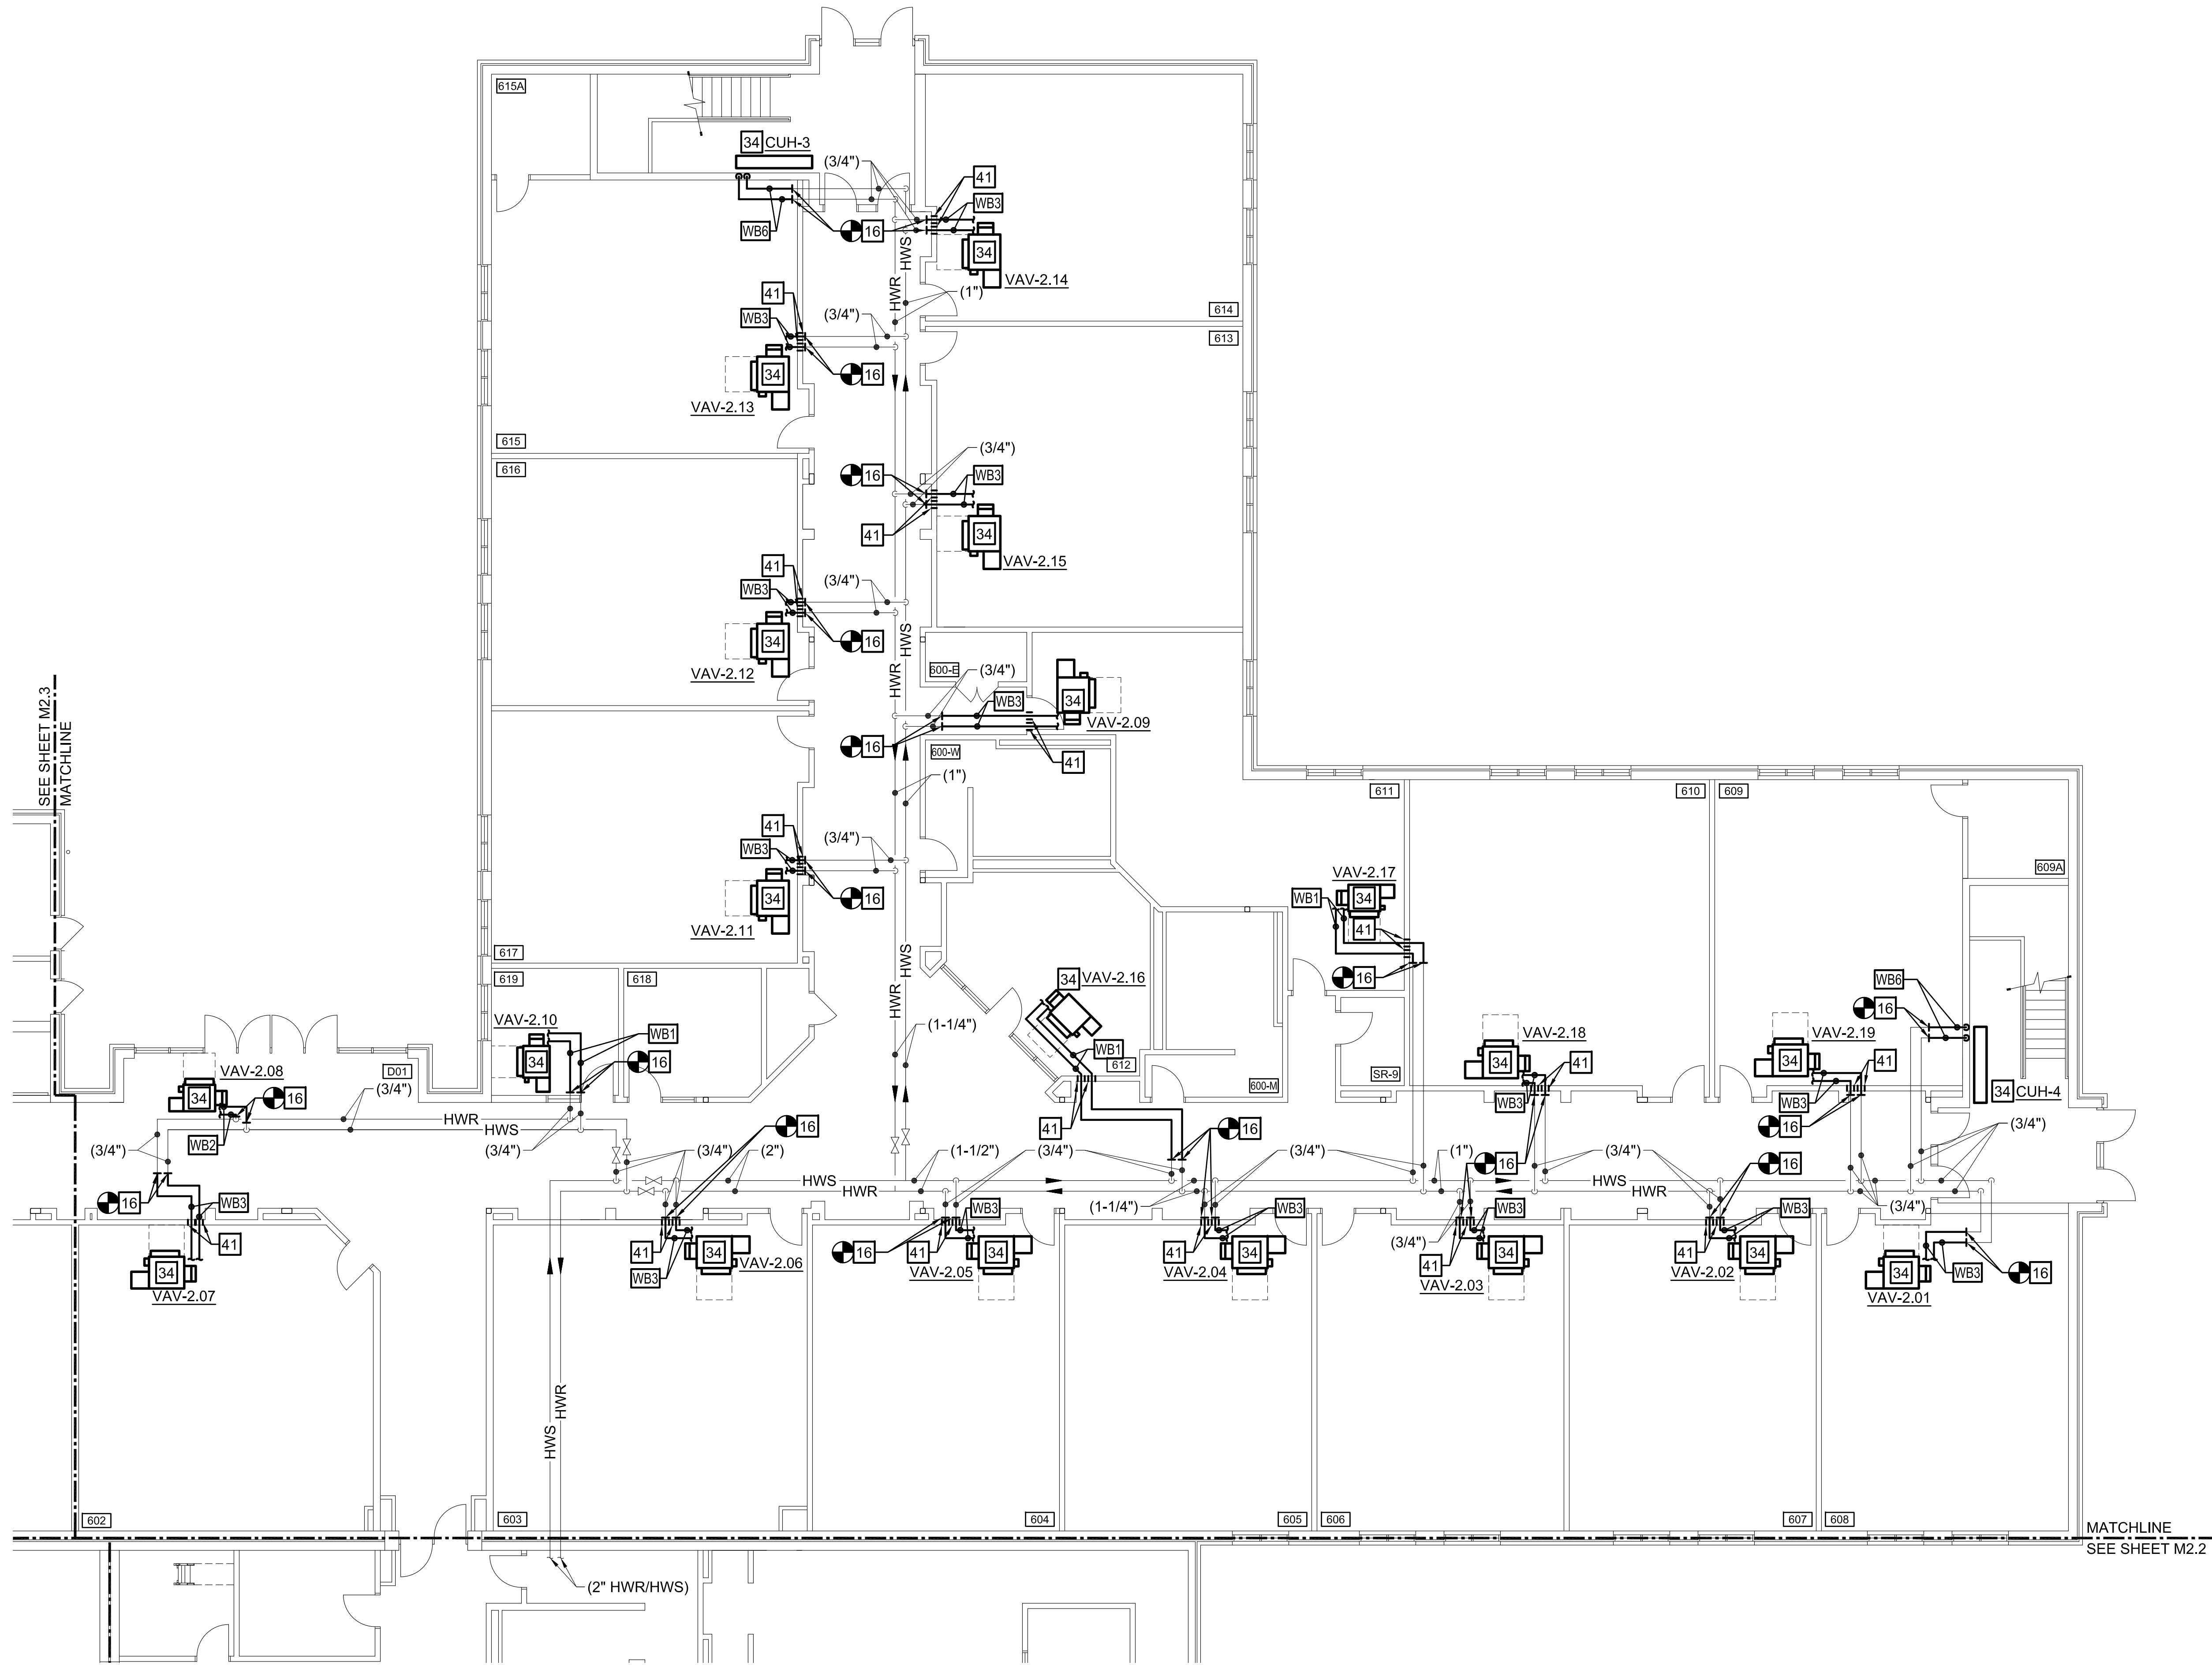 615A
34 CUH-3
(3/4")
41
WB3
WB6
16
HWS
HWR
34
VAV-2.14
(1")
41
WB3
(3/4")
614
613
34
16
VAV-2.13
615
616
(3/4")
16
WB3
41
34
VAV-2.15
41
WB3
(3/4")
34
16
VAV-2.12
HWS
HWR
600-E
(3/4")
WB3
34
VAV-2.09
16
600-W
41
SEE SHEET M2.3
MATCHLINE
(1")
611
610
609
609A
41
WB3
(3/4")
34
16
VAV-2.11
617
619
618
HWS
HWR
VAV-2.17
34
WB1
41
16
34 VAV-2.16
WB6
16
VAV-2.10
34
WB1
16
(1-1/4")
WB1
612
600-M
SR-9
VAV-2.18
34
41
WB3
VAV-2.19
34
41
WB3
16
34 CUH-4
D01
VAV-2.08
34
16
WB2
(3/4")
HWR
HWS
(3/4")
(3/4")
16
41
16
(3/4")
(3/4")
(2")
(1-1/2")
(3/4")
(3/4")
(1")
16
(3/4")
16
HWS
HWR
HWS
HWR
(1-1/4")
(3/4")
16
WB3
41
34
VAV-2.07
41
WB3
34
VAV-2.06
16
41
WB3
34
VAV-2.05
41
WB3
34
VAV-2.04
(3/4")
41
WB3
34
VAV-2.03
41
WB3
34
VAV-2.02
34
VAV-2.01
WB3
16
HWS
HWR
602
603
604
605
606
607
608
MATCHLINE
SEE SHEET M2.2
(2" HWR/HWS)